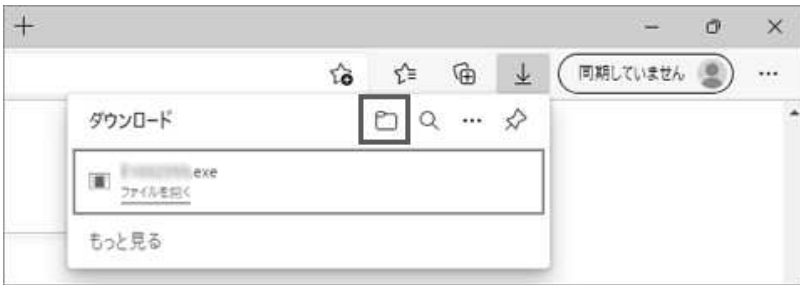 同期していません
ダウンロード
.exe
ファイルを開く
もっと見る